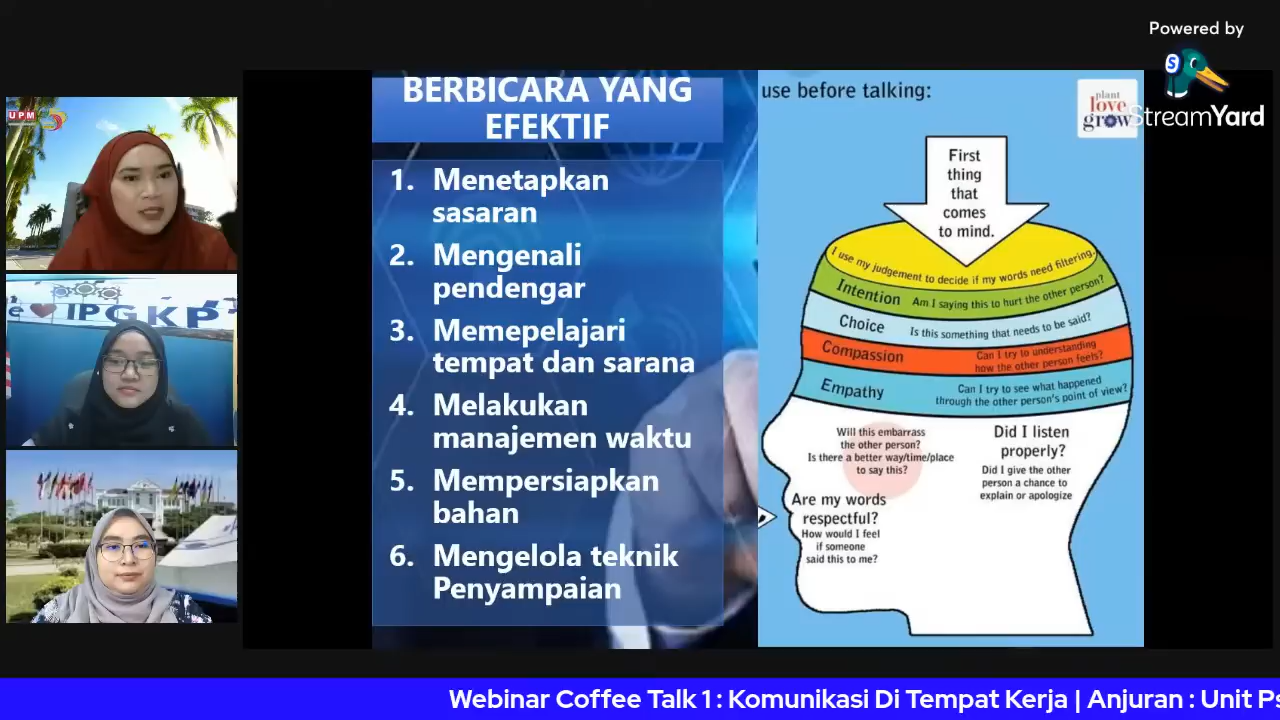 Powered by
StreamYard
UPM
IPGKP
BERBICARA YANG
EFEKTIF
1. Menetapkan
sasaran
2. Mengenali
pendengar
3. Memepelajari
tempat dan sarana
4. Melakukan
manajemen waktu
5. Mempersiapkan
bahan
6. Mengelola teknik
Penyampaian
use before talking:
plant
love
grow
First
thing
that
comes
to mind.
I use my judgement to decide if my words need filtering.
Intention Am I saying this to hurt the other person?
Choice Is this something that needs to be said?
Compassion Can I try to understanding
how the other person feels?
Empathy Can I try to see what happened
through the other person's point of view?
Will this embarrass
the other person?
Is there a better way/time/place
to say this?
Did I listen
properly?
Did I give the other
person a chance to
explain or apologize
Are my words
respectful?
How would I feel
if someone
said this to me?
Webinar Coffee Talk 1 : Komunikasi Di Tempat Kerja | Anjuran : Unit Ps